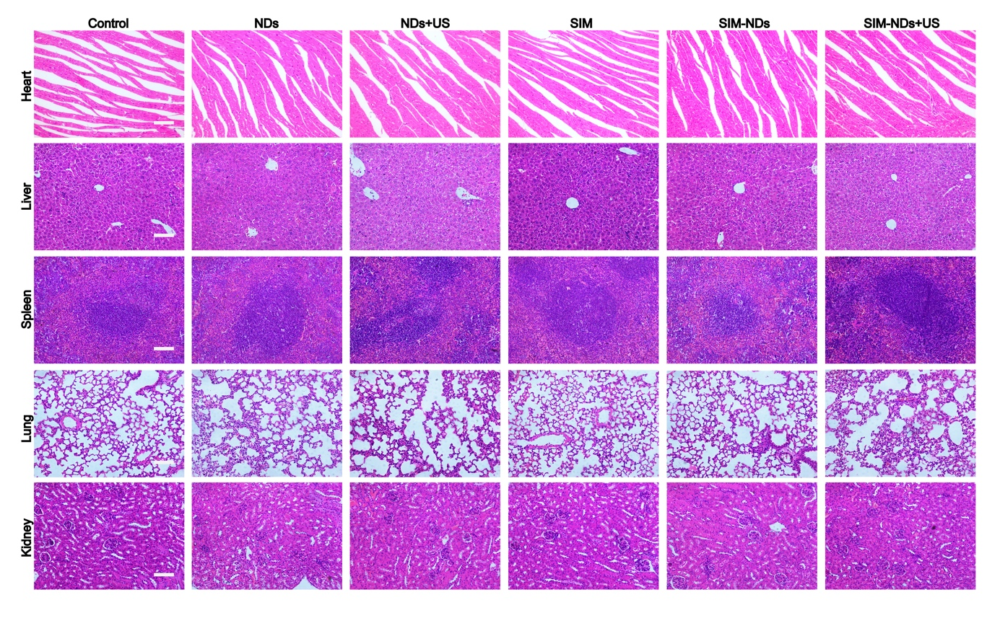 Control NDs NDs+US SIM SIM-NDs SIM-NDs+US
Heart
Liver
Spleen
Lung
Kidney